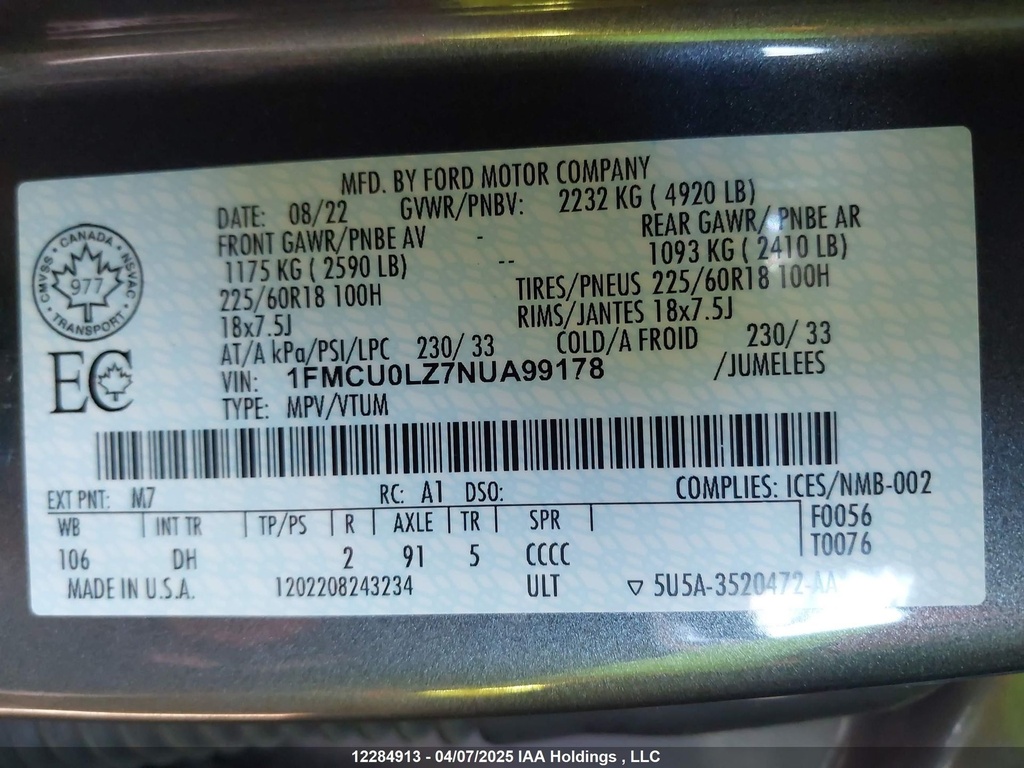 MFD. BY FORD MOTOR COMPANY
DATE: 08/22 GVWR/PNBV: 2232 KG ( 4920 LB)
FRONT GAWR/PNBE AV - REAR GAWR/ PNBE AR
1175 KG ( 2590 LB) -- 1093 KG ( 2410 LB)
225/60R18 100H TIRES/PNEUS 225/60R18 100H
18x7.5J RIMS/JANTES 18x7.5J
AT/A kPa/PSI/LPC 230/ 33 COLD/A FROID 230/ 33
VIN: 1FMCU0LZ7NUA99178 /JUMELEES
TYPE: MPV/VTUM
CANADA
CMVSS NSVAC
977
TRANSPORT
EC
EXT PNT: M7 RC: A1 DSO: COMPLIES: ICES/NMB-002
WB INT TR TP/PS R AXLE TR SPR F0056
106 DH 2 91 5 CCCC T0076
MADE IN U.S.A. 1202208243234 ULT ▽ 5U5A-3520472-AA
12284913 - 04/07/2025 IAA Holdings , LLC